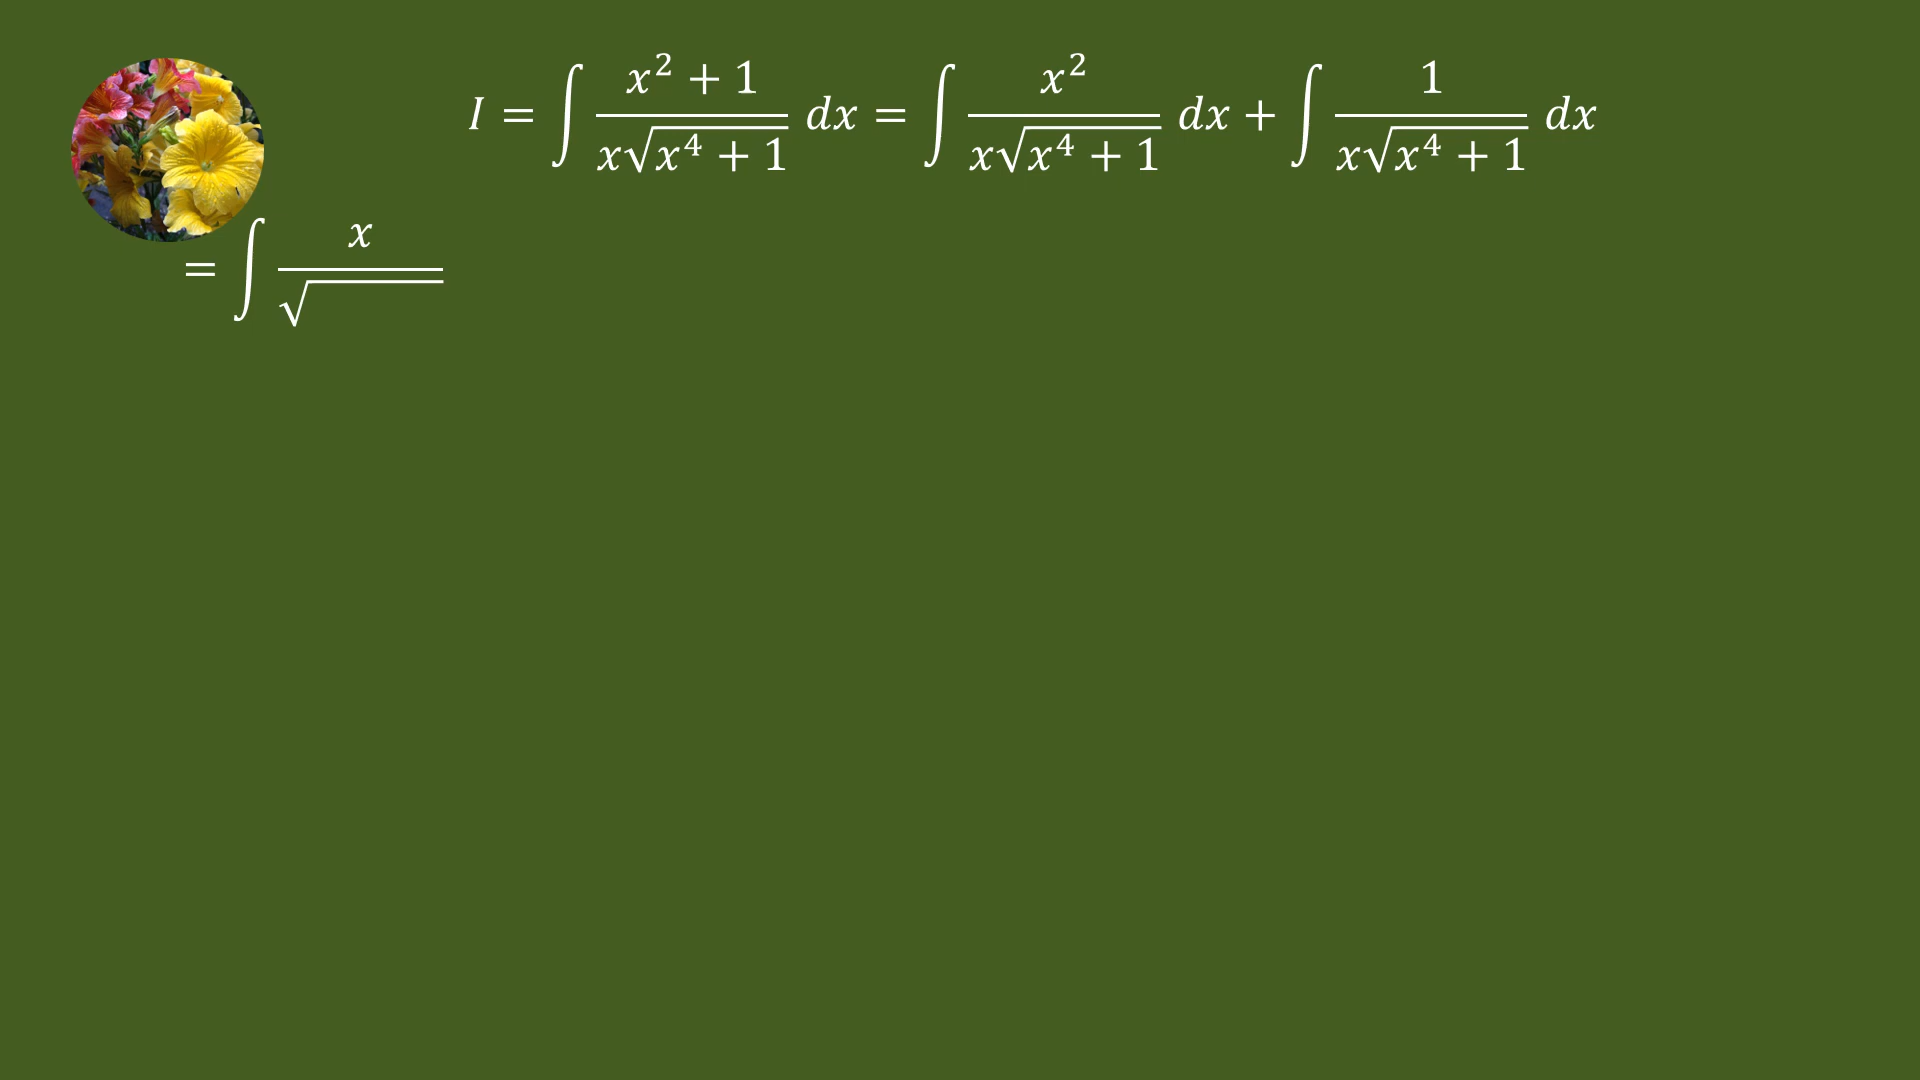 I = ∫ (x² + 1)/(x√(x⁴ + 1)) dx = ∫ x²/(x√(x⁴ + 1)) dx + ∫ 1/(x√(x⁴ + 1)) dx
= ∫ x/√